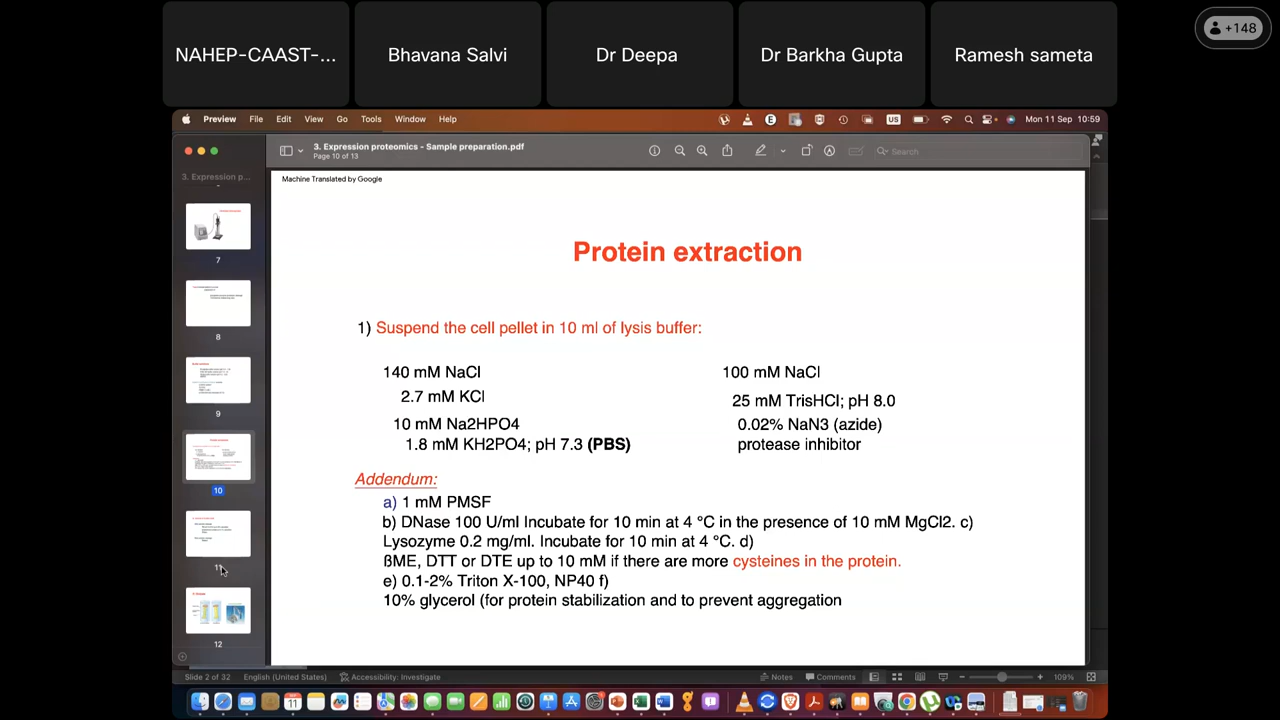 NAHEP-CAAST-...
Bhavana Salvi
Dr Deepa
Dr Barkha Gupta
Ramesh sameta
+148
Preview File Edit View Go Tools Window Help
US
Mon 11 Sep 10:59
3. Expression p...
3. Expression proteomics - Sample preparation.pdf
Page 10 of 13
Search
Machine Translated by Google
7
8
9
10
11
12
Protein extraction
1) Suspend the cell pellet in 10 ml of lysis buffer:
140 mM NaCl
100 mM NaCl
2.7 mM KCl
25 mM TrisHCl; pH 8.0
10 mM Na2HPO4
0.02% NaN3 (azide)
1.8 mM KH2PO4; pH 7.3 (PBS)
protease inhibitor
Addendum:
a) 1 mM PMSF
b) DNase 100 U/ml Incubate for 10 min at 4 °C in the presence of 10 mM MgCl2. c)
Lysozyme 0.2 mg/ml. Incubate for 10 min at 4 °C. d)
ßME, DTT or DTE up to 10 mM if there are more cysteines in the protein.
e) 0.1-2% Triton X-100, NP40 f)
10% glycerol (for protein stabilization and to prevent aggregation
Slide 2 of 32
English (United States)
Accessibility: Investigate
Notes
Comments
109%